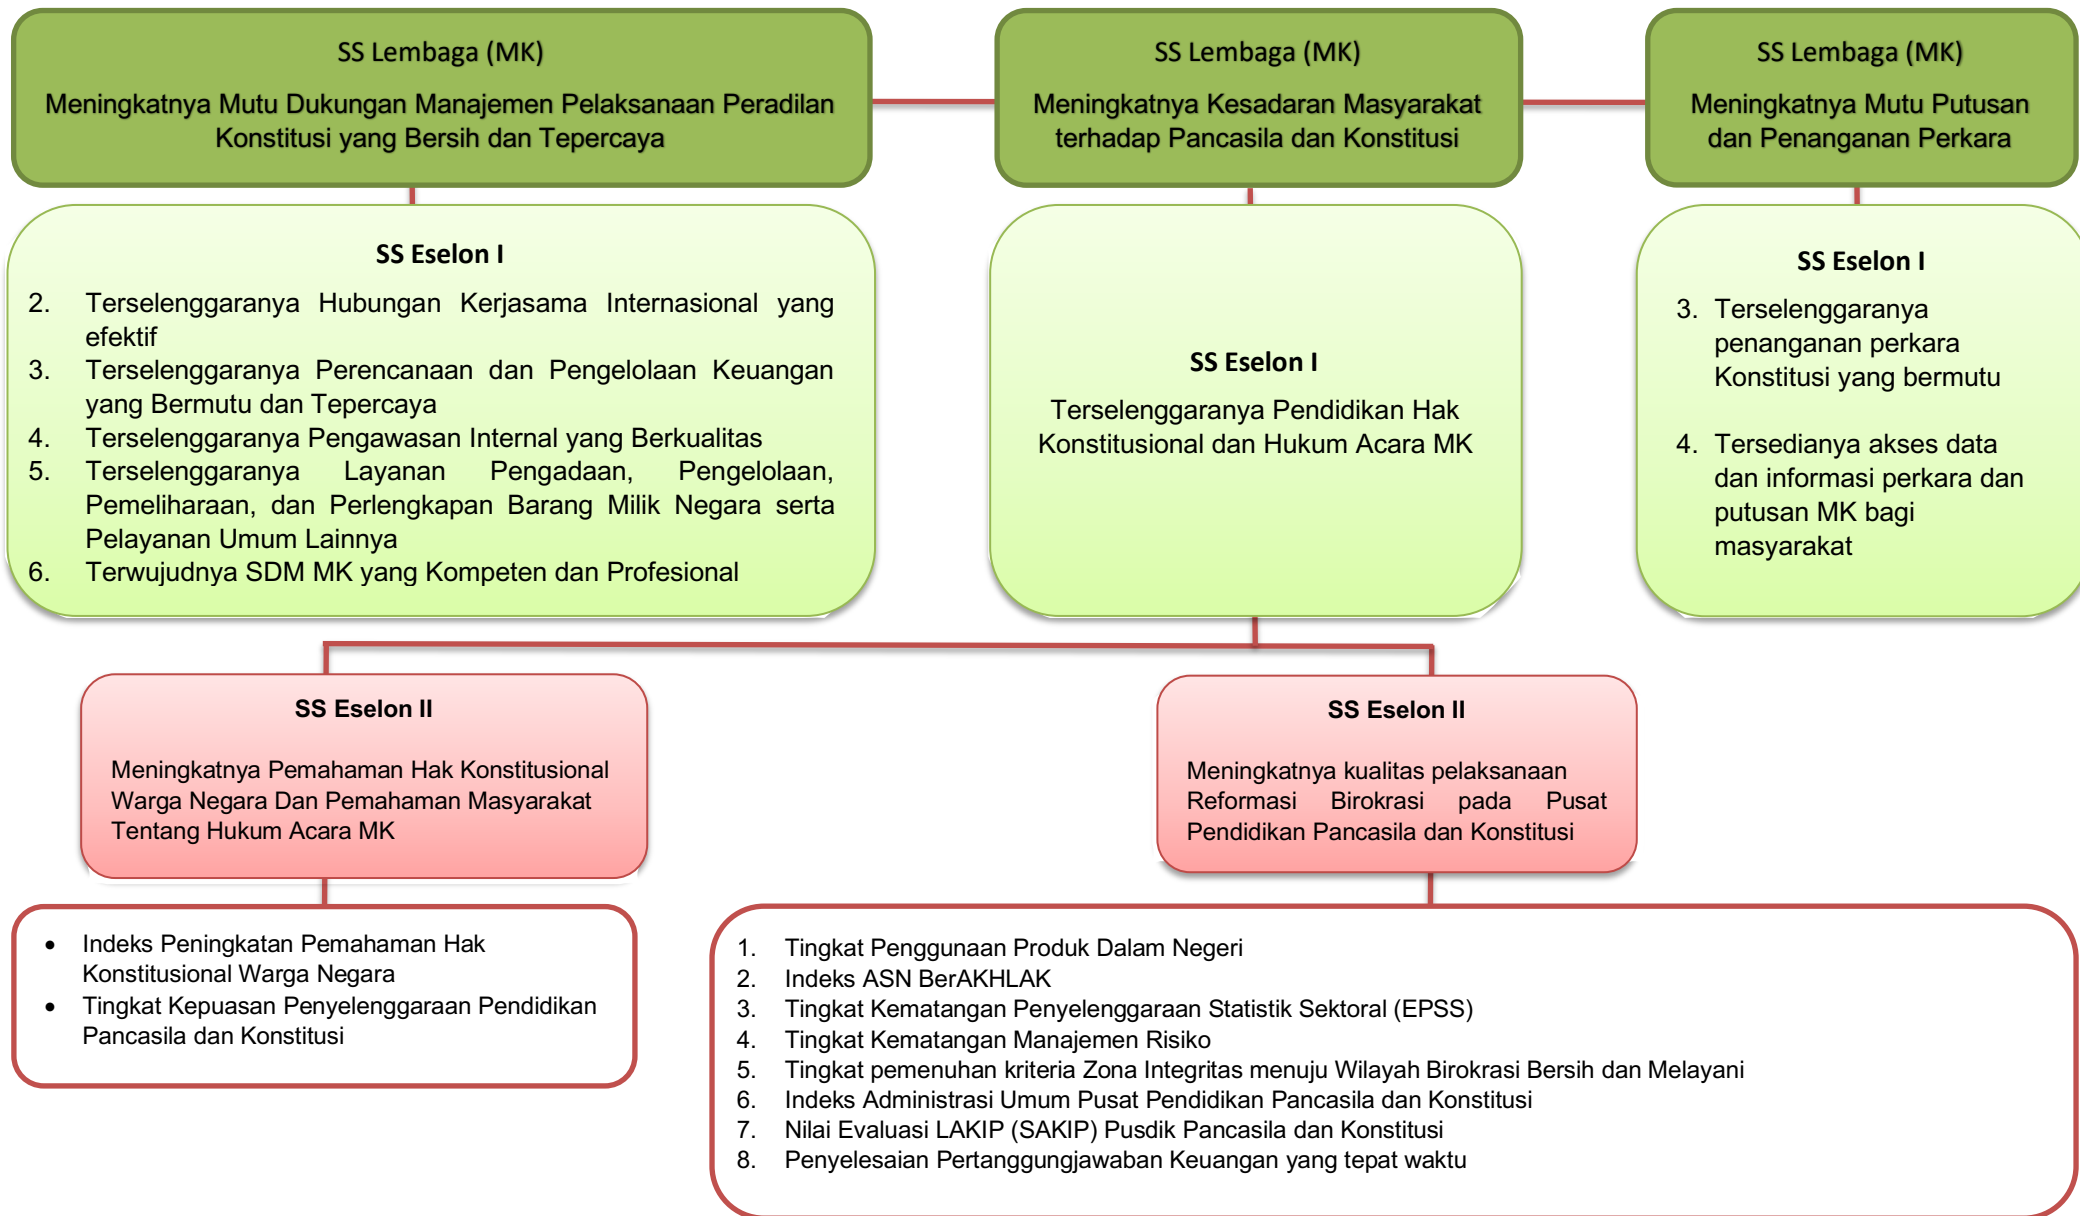 SS Lembaga (MK)
Meningkatnya Mutu Dukungan Manajemen Pelaksanaan Peradilan
Konstitusi yang Bersih dan Tepercaya
SS Lembaga (MK)
Meningkatnya Kesadaran Masyarakat
terhadap Pancasila dan Konstitusi
SS Lembaga (MK)
Meningkatnya Mutu Putusan
dan Penanganan Perkara
SS Eselon I
2. Terselenggaranya Hubungan Kerjasama Internasional yang
efektif
3. Terselenggaranya Perencanaan dan Pengelolaan Keuangan
yang Bermutu dan Tepercaya
4. Terselenggaranya Pengawasan Internal yang Berkualitas
5. Terselenggaranya Layanan Pengadaan, Pengelolaan,
Pemeliharaan, dan Perlengkapan Barang Milik Negara serta
Pelayanan Umum Lainnya
6. Terwujudnya SDM MK yang Kompeten dan Profesional
SS Eselon I
Terselenggaranya Pendidikan Hak
Konstitusional dan Hukum Acara MK
SS Eselon I
3. Terselenggaranya
penanganan perkara
Konstitusi yang bermutu
4. Tersedianya akses data
dan informasi perkara dan
putusan MK bagi
masyarakat
SS Eselon II
Meningkatnya Pemahaman Hak Konstitusional
Warga Negara Dan Pemahaman Masyarakat
Tentang Hukum Acara MK
SS Eselon II
Meningkatnya kualitas pelaksanaan
Reformasi Birokrasi pada Pusat
Pendidikan Pancasila dan Konstitusi
• Indeks Peningkatan Pemahaman Hak
Konstitusional Warga Negara
• Tingkat Kepuasan Penyelenggaraan Pendidikan
Pancasila dan Konstitusi
1. Tingkat Penggunaan Produk Dalam Negeri
2. Indeks ASN BerAKHLAK
3. Tingkat Kematangan Penyelenggaraan Statistik Sektoral (EPSS)
4. Tingkat Kematangan Manajemen Risiko
5. Tingkat pemenuhan kriteria Zona Integritas menuju Wilayah Birokrasi Bersih dan Melayani
6. Indeks Administrasi Umum Pusat Pendidikan Pancasila dan Konstitusi
7. Nilai Evaluasi LAKIP (SAKIP) Pusdik Pancasila dan Konstitusi
8. Penyelesaian Pertanggungjawaban Keuangan yang tepat waktu